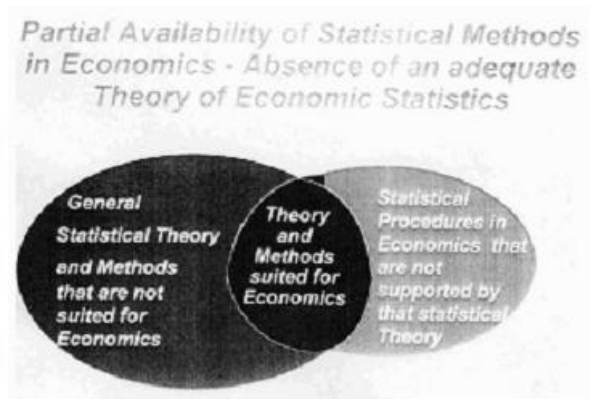 Partial Availability of Statistical Methods
in Economics - Absence of an adequate
Theory of Economic Statistics
General
Statistical Theory
and Methods
that are not
suited for
Economics
Theory
and
Methods
suited for
Economics
Statistical
Procedures in
Economics that
are not
supported by
that statistical
Theory